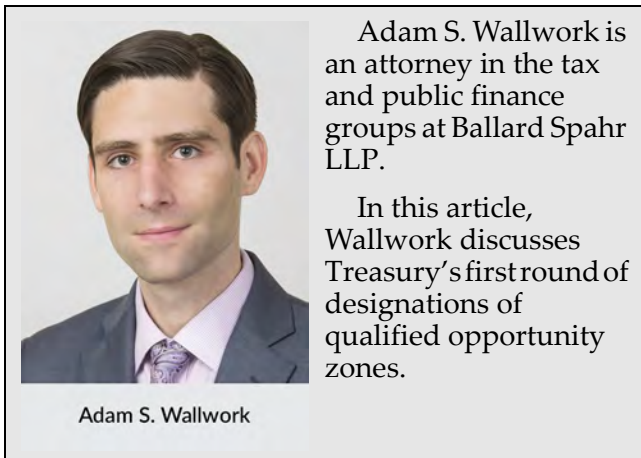 Adam S. Wallwork is
an attorney in the tax
and public finance
groups at Ballard Spahr
LLP.
In this article,
Wallwork discusses
Treasury’s first round of
designations of
qualified opportunity
zones.
Adam S. Wallwork